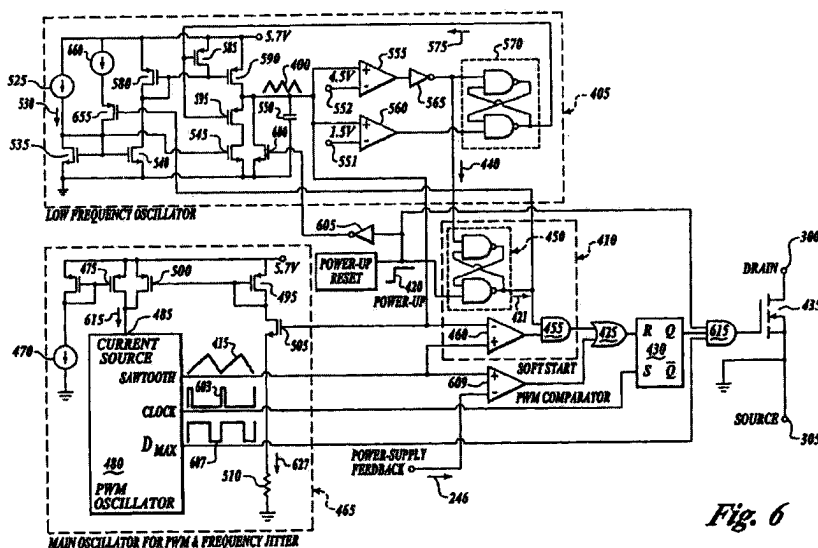 660
585
5.7V
575
570
525
580
590
400
4.5V
555
530
550
565
405
655
595
552
560
535
545
600
1.5V
551
540
440
LOW FREQUENCY OSCILLATOR
605
450
410
300
475
500
5.7V
POWER-UP RESET
DRAIN
495
420
POWER-UP
421
435
615
485
455
615
470
505
460
425
R Q
430
S Q̅
CURRENT SOURCE
415
SOFT START
SAWTOOTH
603
609
PWM COMPARATOR
CLOCK
SOURCE
D MAX
607
627
POWER-SUPPLY FEEDBACK
305
480
PWM OSCILLATOR
510
246
465
Fig. 6
MAIN OSCILLATOR FOR PWM & FREQUENCY JITTER